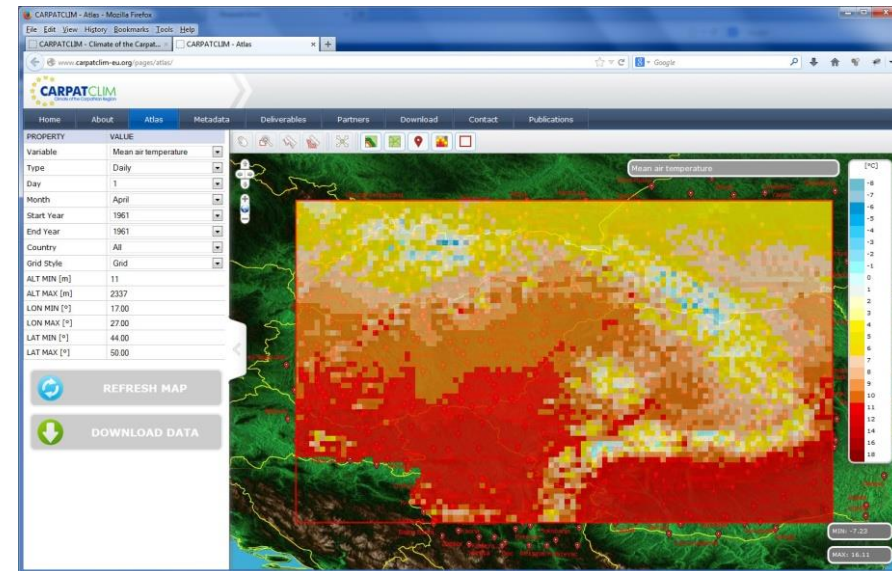 CARPATCLIM - Atlas - Mozilla Firefox
File Edit View History Bookmarks Tools Help
CARPATCLIM - Climate of the Carpat... × CARPATCLIM - Atlas × +
www.carpatclim-eu.org/pages/atlas/ Google
CARPATCLIM
Climate of the Carpathian Region
Home About Atlas Metadata Deliverables Partners Download Contact Publications
PROPERTY VALUE
Variable Mean air temperature
Type Daily
Day 1
Month April
Start Year 1961
End Year 1961
Country All
Grid Style Grid
ALT MIN [m] 11
ALT MAX [m] 2337
LON MIN [°] 17.00
LON MAX [°] 27.00
LAT MIN [°] 44.00
LAT MAX [°] 50.00
REFRESH MAP
DOWNLOAD DATA
Mean air temperature
[°C]
-8
-7
-6
-5
-4
-3
-2
-1
0
1
2
3
4
5
6
7
8
9
10
11
12
14
16
18
MIN: -7.23
MAX: 16.11